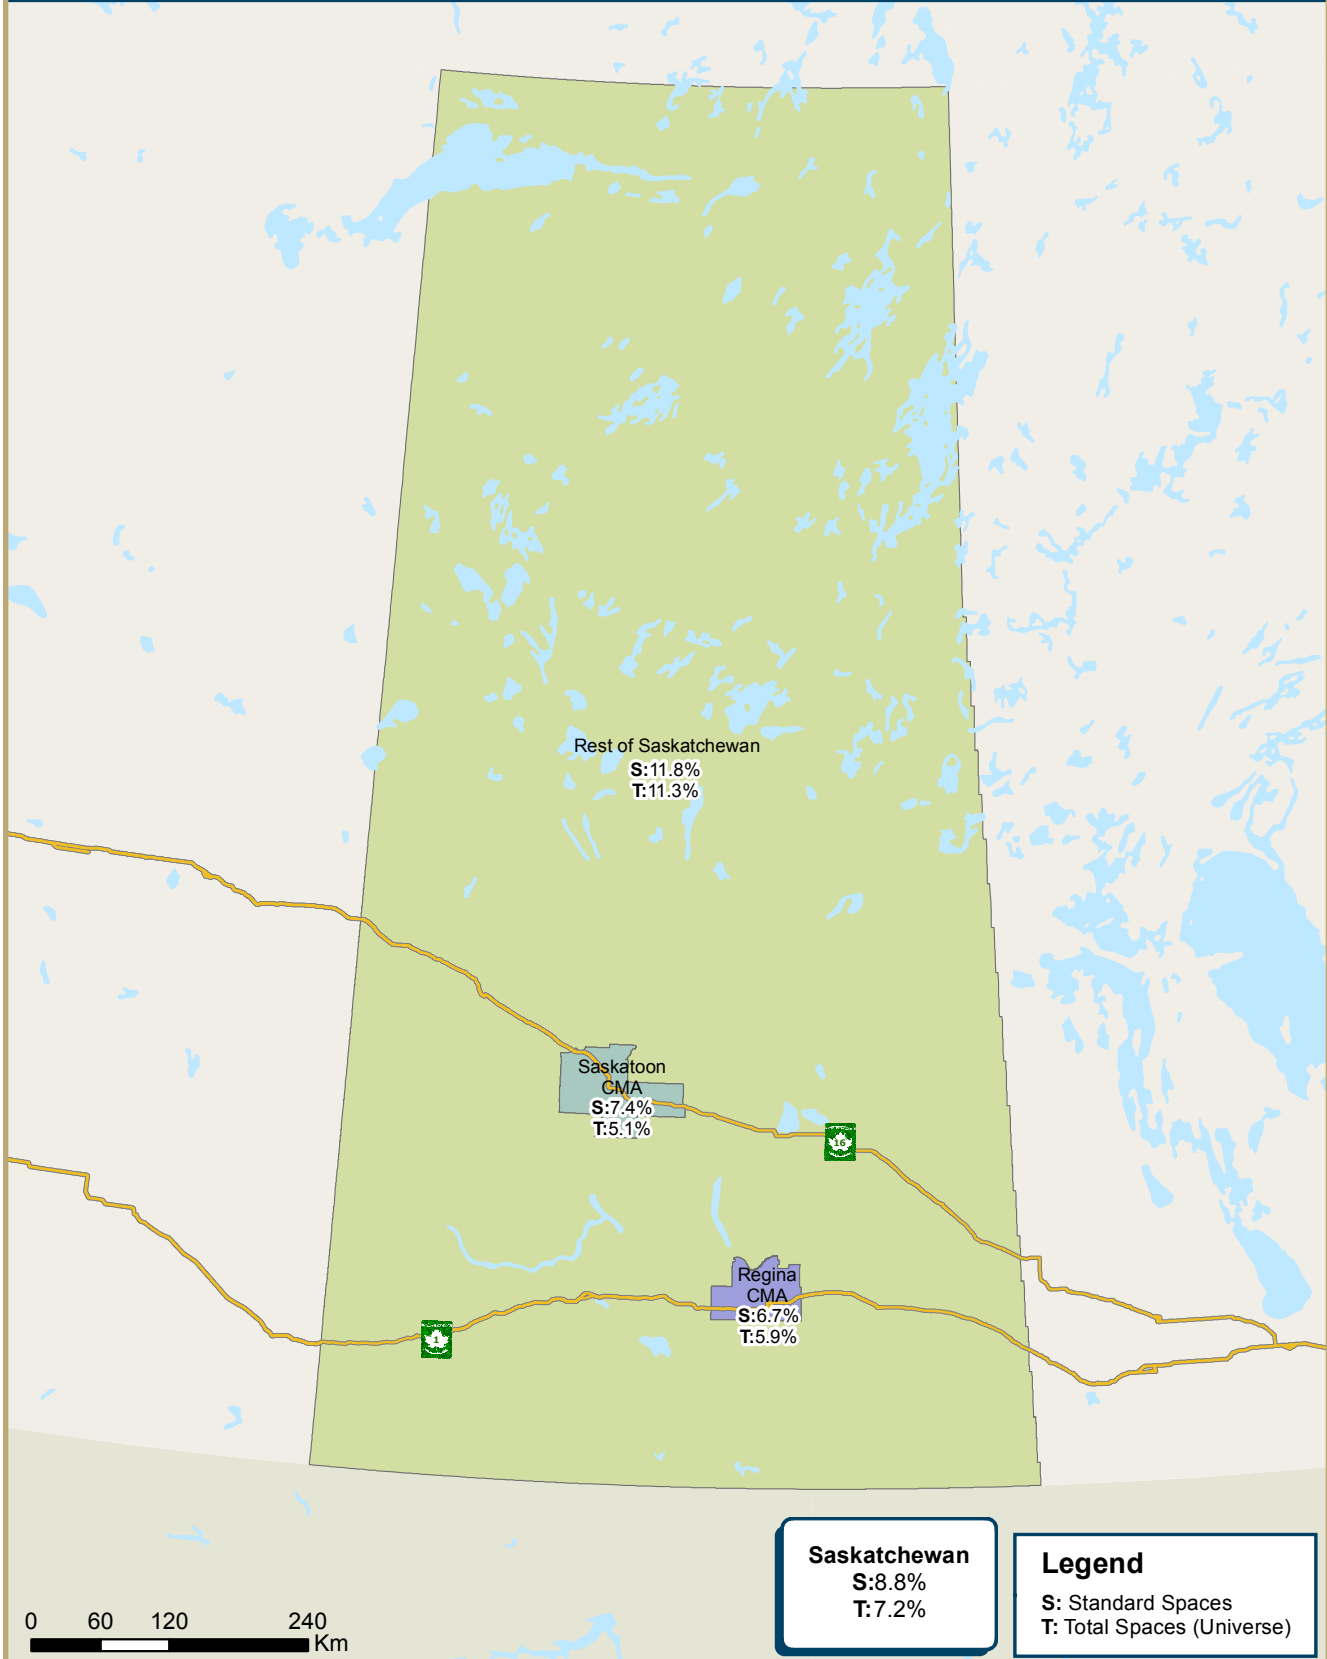 Rest of Saskatchewan
S:11.8%
T:11.3%
Saskatoon
CMA
S:7.4%
T:5.1%
16
Regina
CMA
S:6.7%
T:5.9%
1
Saskatchewan
S:8.8%
T:7.2%
Legend
S: Standard Spaces
T: Total Spaces (Universe)
0 60 120 240
Km